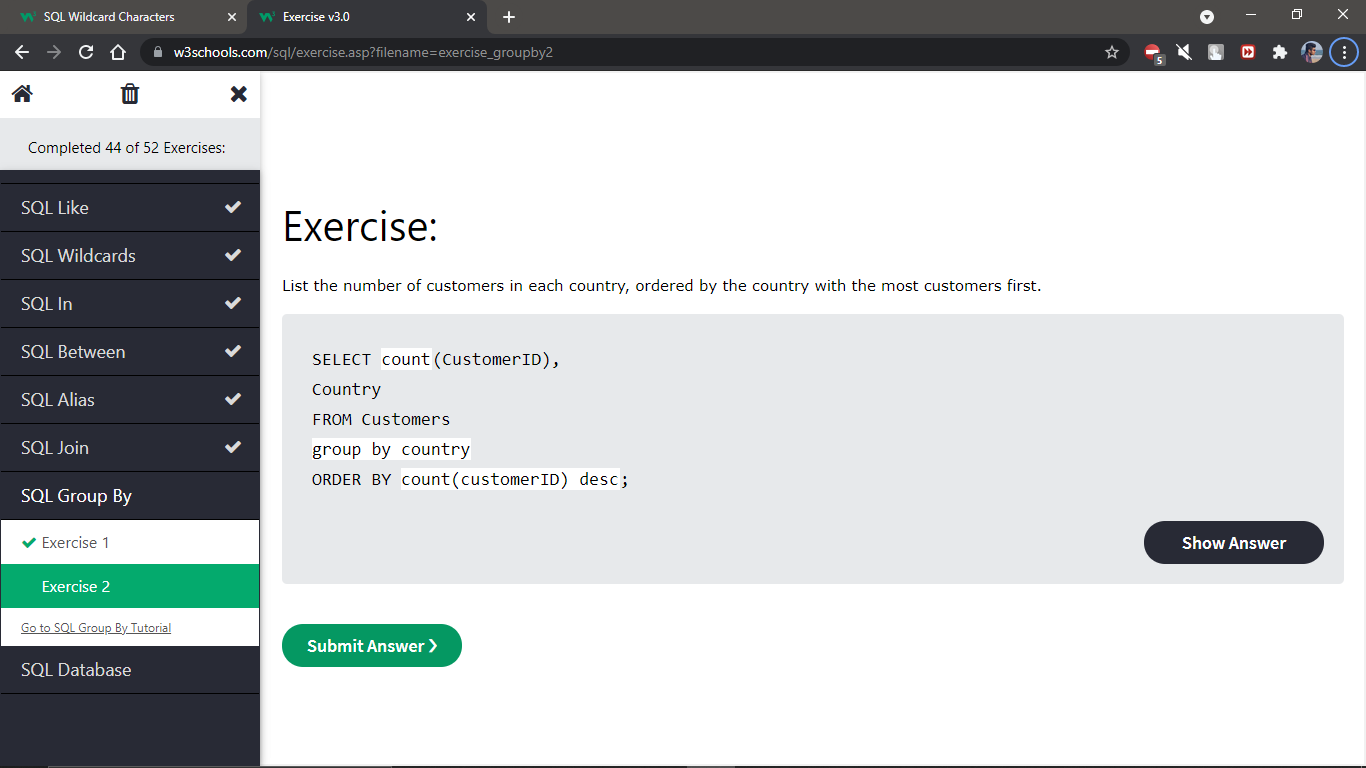 SQL Wildcard Characters
Exercise v3.0
w3schools.com/sql/exercise.asp?filename=exercise_groupby2
5
Completed 44 of 52 Exercises:
SQL Like
SQL Wildcards
SQL In
SQL Between
SQL Alias
SQL Join
SQL Group By
Exercise 1
Exercise 2
Go to SQL Group By Tutorial
SQL Database
Exercise:
List the number of customers in each country, ordered by the country with the most customers first.
SELECT count(CustomerID),
Country
FROM Customers
group by country
ORDER BY count(customerID) desc;
Show Answer
Submit Answer ❯